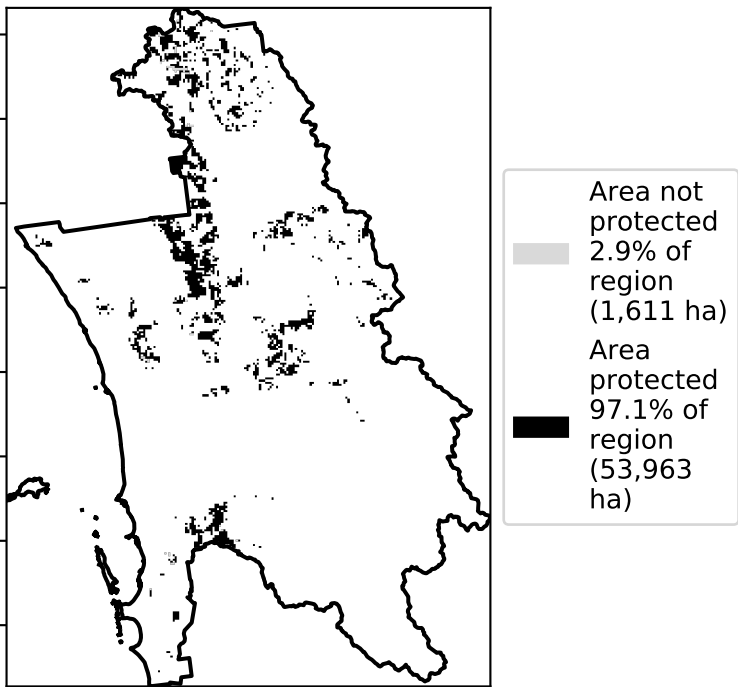 Area not
protected
2.9% of
region
(1,611 ha)
Area
protected
97.1% of
region
(53,963
ha)